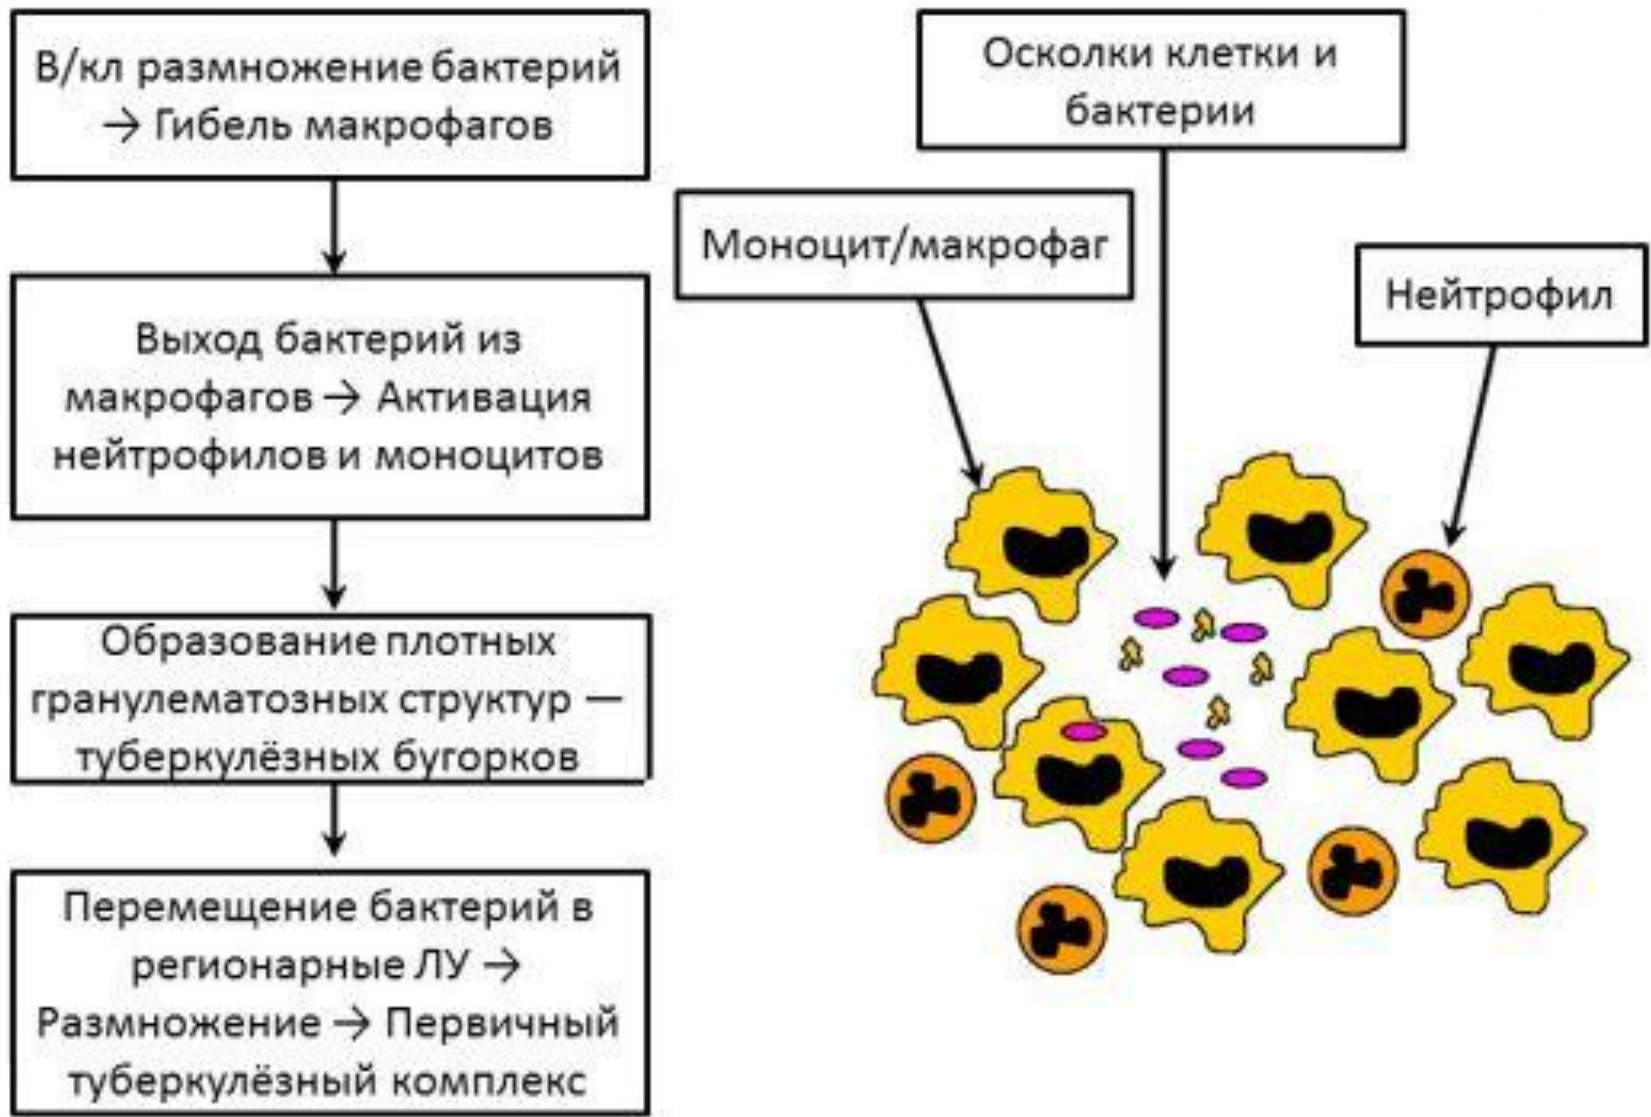 В/кл размножение бактерий
→ Гибель макрофагов
Выход бактерий из
макрофагов → Активация
нейтрофилов и моноцитов
Образование плотных
гранулематозных структур —
туберкулёзных бугорков
Перемещение бактерий в
регионарные ЛУ →
Размножение → Первичный
туберкулёзный комплекс
Осколки клетки и
бактерии
Моноцит/макрофаг
Нейтрофил